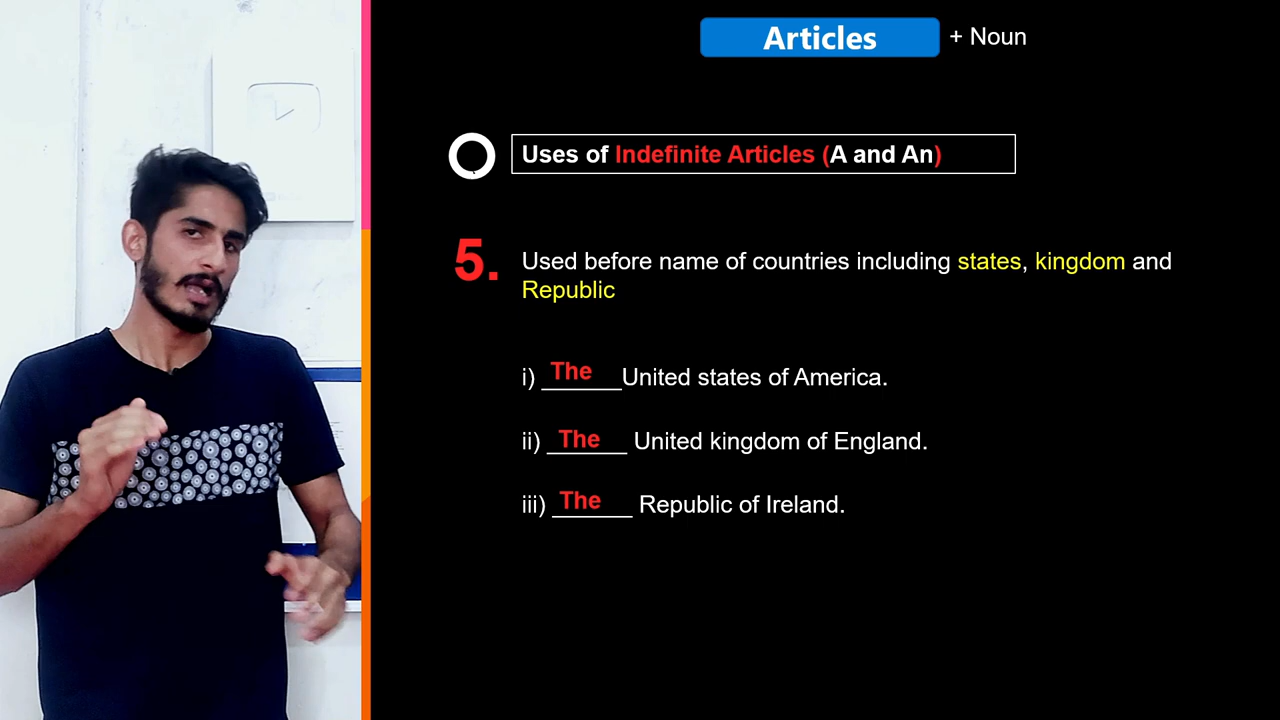 Articles + Noun
Uses of Indefinite Articles (A and An)
5. Used before name of countries including states, kingdom and
Republic
i) The United states of America.
ii) The United kingdom of England.
iii) The Republic of Ireland.